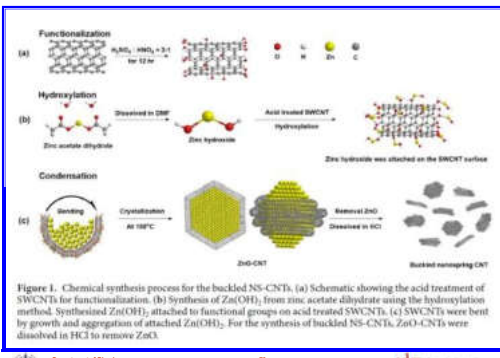 Functionalization
(a)
H₂SO₄ : HNO₃ = 3:1
for 12 hr
O
H
Zn
C
Hydroxylation
(b)
Dissolved in DMF
Acid treated SWCNT
Hydroxylation
Zinc acetate dihydrate
Zinc hydroxide
Zinc hydroxide was attached on the SWCNT surface
Condensation
(c)
Bending
Crystallization
At 100°C
Removal ZnO
Dissolved in HCl
ZnO-CNT
Buckled nanospring CNT
Figure 1. Chemical synthesis process for the buckled NS-CNTs. (a) Schematic showing the acid treatment of
SWCNTs for functionalization. (b) Synthesis of Zn(OH)₂ from zinc acetate dihydrate using the hydroxylation
method. Synthesized Zn(OH)₂ attached to functional groups on acid treated SWCNTs. (c) SWCNTs were bent
by growth and aggregation of attached Zn(OH)₂. For the synthesis of buckled NS-CNTs, ZnO-CNTs were
dissolved in HCl to remove ZnO.